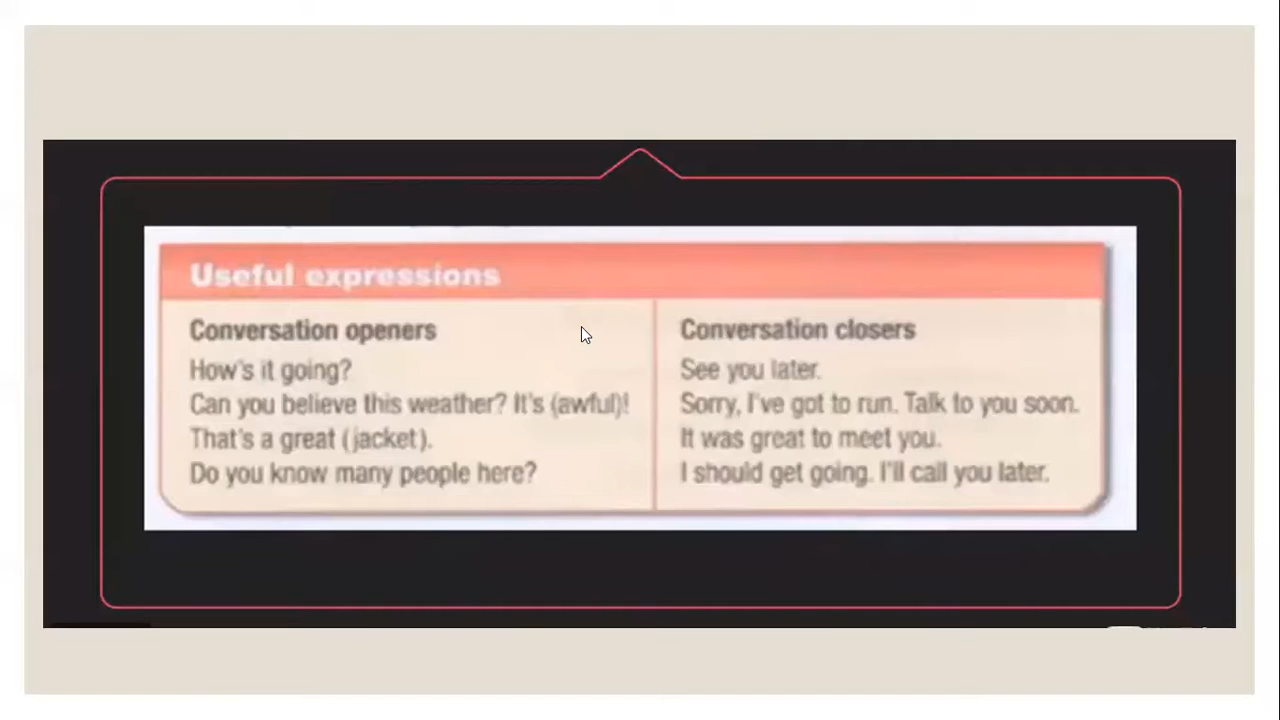 Useful expressions
Conversation openers
How's it going?
Can you believe this weather? It's (awful)!
That's a great (jacket).
Do you know many people here?
Conversation closers
See you later.
Sorry, I've got to run. Talk to you soon.
It was great to meet you.
I should get going. I'll call you later.